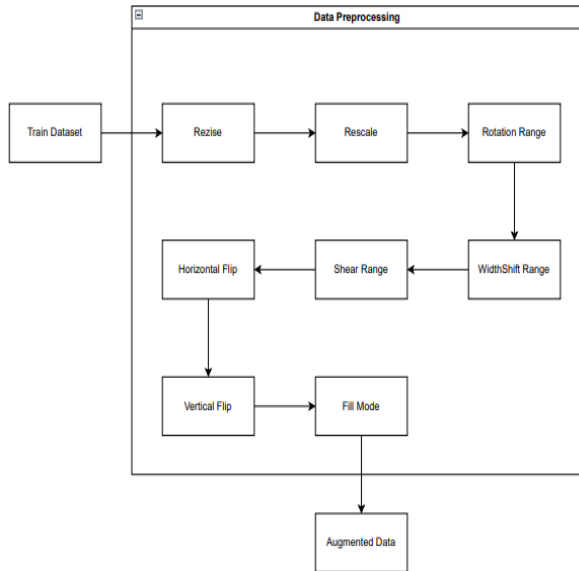 Data Preprocessing
Train Dataset
Rezise
Rescale
Rotation Range
WidthShift Range
Shear Range
Horizontal Flip
Vertical Flip
Fill Mode
Augmented Data